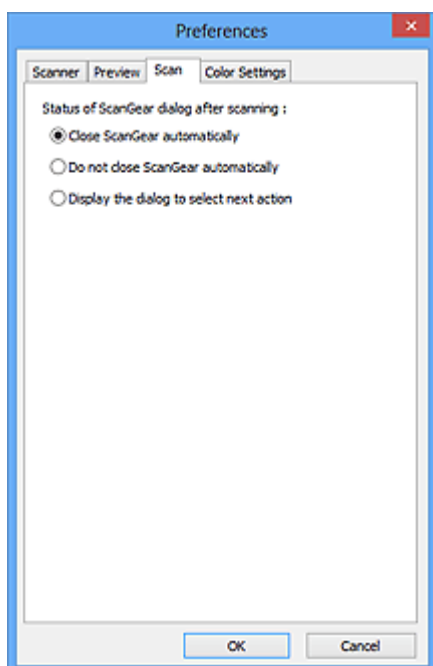 Preferences
Scanner Preview Scan Color Settings
Status of ScanGear dialog after scanning :
Close ScanGear automatically
Do not close ScanGear automatically
Display the dialog to select next action
OK Cancel